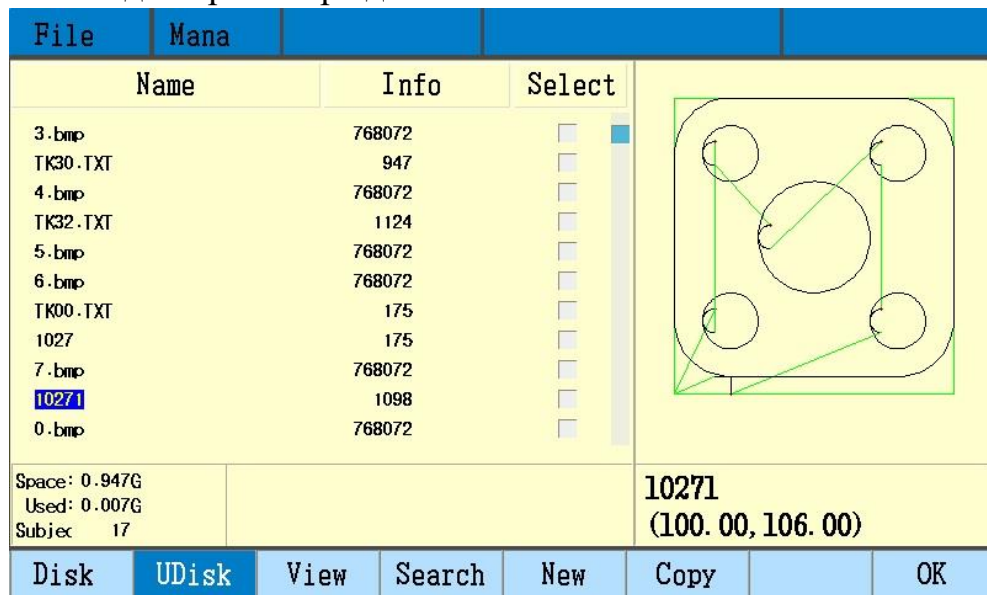 File Mana
Name Info Select
3.bmp 768072
TK30.TXT 947
4.bmp 768072
TK32.TXT 1124
5.bmp 768072
6.bmp 768072
TK00.TXT 175
1027 175
7.bmp 768072
10271 1098
0.bmp 768072
Space: 0.947G
Used: 0.007G
Subjec 17
10271
(100.00, 106.00)
Disk UDisk View Search New Copy OK